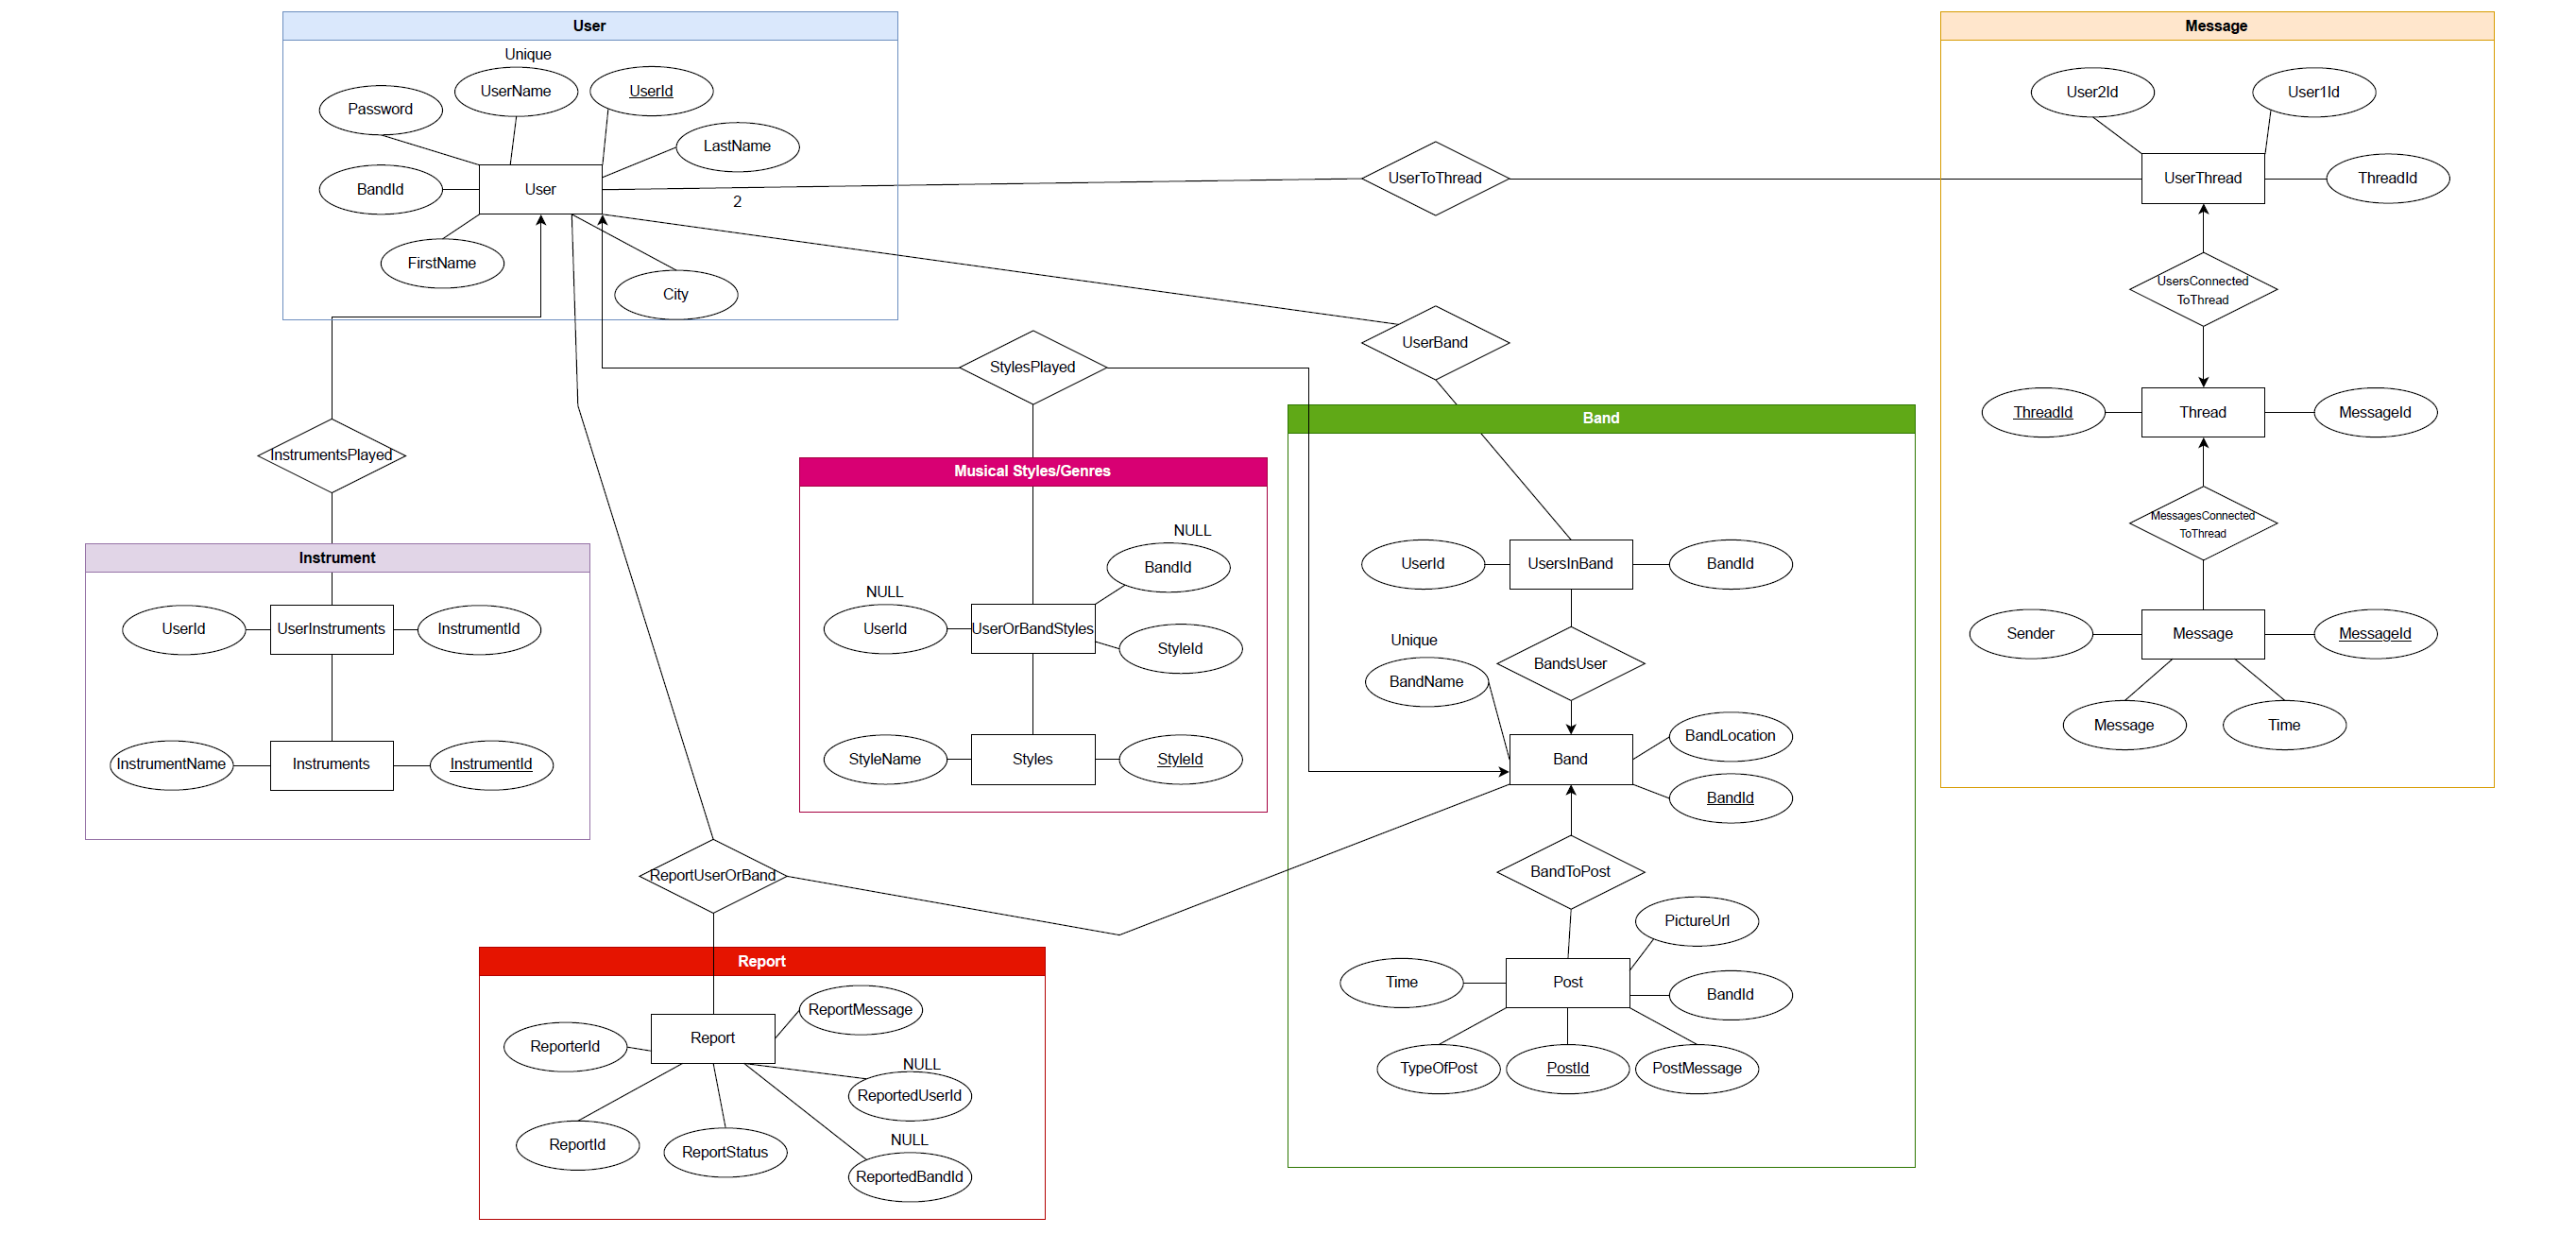 User
Unique
UserName
UserId
Password
LastName
BandId
User
2
FirstName
City
UserToThread
Message
User2Id
User1Id
UserThread
ThreadId
UsersConnected
ToThread
ThreadId
Thread
MessageId
MessagesConnected
ToThread
Sender
Message
MessageId
Message
Time
UserBand
StylesPlayed
InstrumentsPlayed
Instrument
UserId
UserInstruments
InstrumentId
InstrumentName
Instruments
InstrumentId
Musical Styles/Genres
NULL
BandId
NULL
UserId
UserOrBandStyles
StyleId
StyleName
Styles
StyleId
Band
UserId
UsersInBand
BandId
Unique
BandName
BandsUser
BandLocation
Band
BandId
BandToPost
PictureUrl
Time
Post
BandId
TypeOfPost
PostId
PostMessage
ReportUserOrBand
Report
ReportMessage
Report
ReporterId
NULL
ReportedUserId
NULL
ReportId
ReportStatus
ReportedBandId